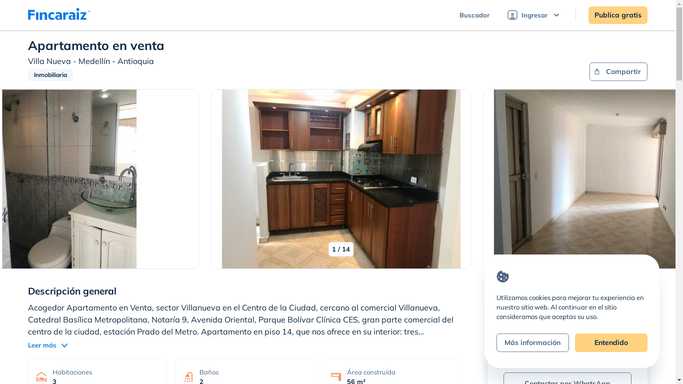 Fincaraiz
Buscador
Ingresar
Publica gratis
Apartamento en venta
Villa Nueva - Medellín - Antioquia
Inmobiliaria
Compartir
1 / 14
Descripción general
Acogedor Apartamento en Venta, sector Villanueva en el Centro de la Ciudad, cercano al comercial Villanueva,
Catedral Basílica Metropolitana, Notaría 9, Avenida Oriental, Parque Bolívar Clínica CES, gran parte comercial del
centro de la ciudad, estación Prado del Metro. Apartamento en piso 14, que nos ofrece en su interior: tres...
Leer más
Habitaciones
3
Baños
2
Área construida
56 m²
Utilizamos cookies para mejorar tu experiencia en
nuestro sitio web. Al continuar en el sitio
consideramos que aceptas su uso.
Más información
Entendido
Contactar por WhatsApp